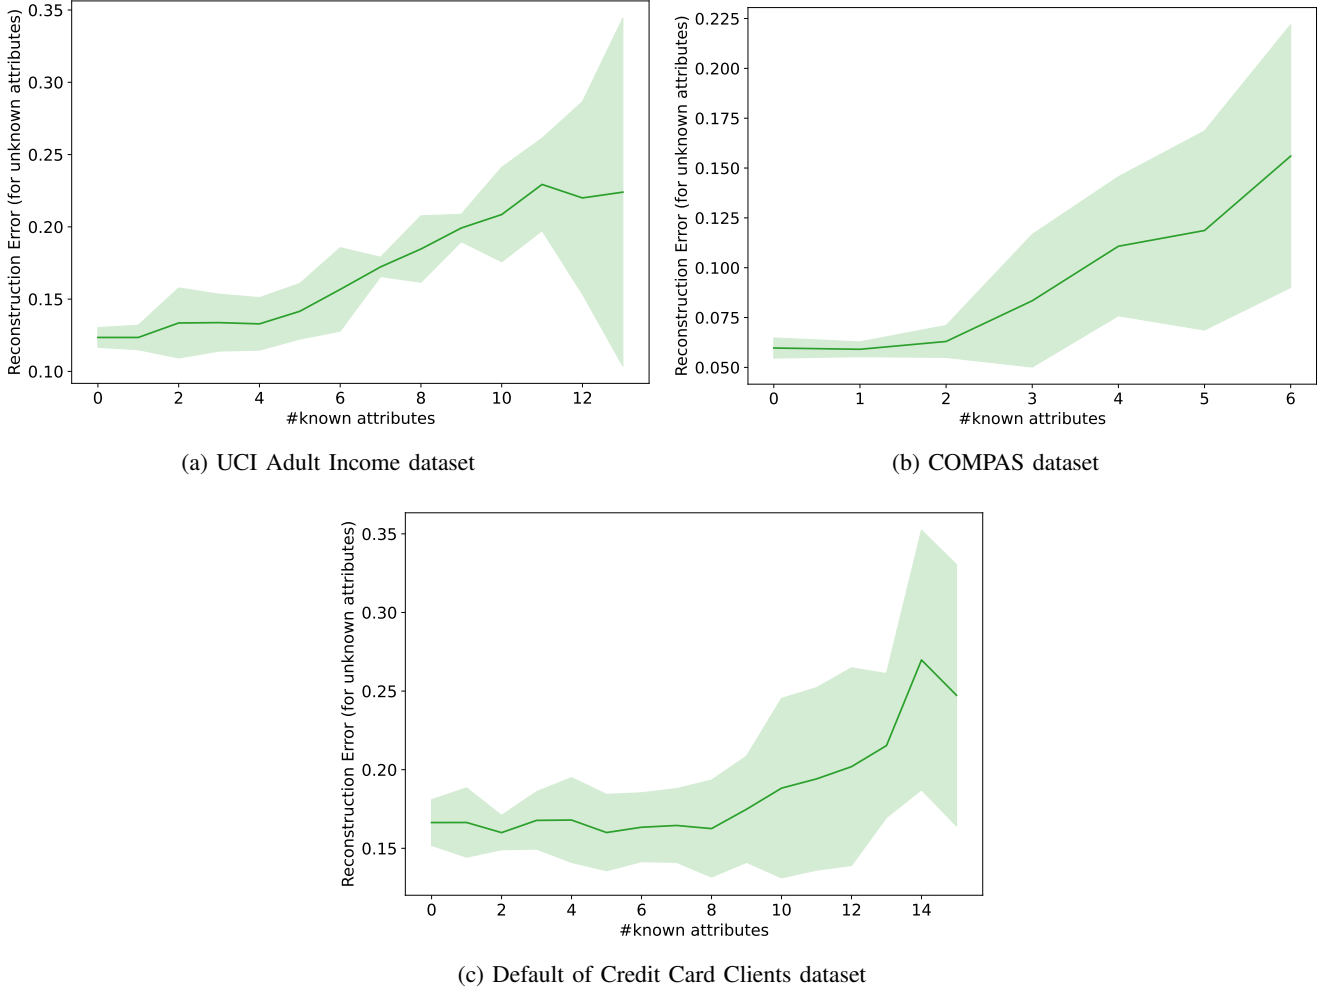 Reconstruction Error (for unknown attributes)
0.35
0.30
0.25
0.20
0.15
0.10
0 2 4 6 8 10 12
#known attributes
(a) UCI Adult Income dataset
Reconstruction Error (for unknown attributes)
0.225
0.200
0.175
0.150
0.125
0.100
0.075
0.050
0 1 2 3 4 5 6
#known attributes
(b) COMPAS dataset
Reconstruction Error (for unknown attributes)
0.35
0.30
0.25
0.20
0.15
0 2 4 6 8 10 12 14
#known attributes
(c) Default of Credit Card Clients dataset